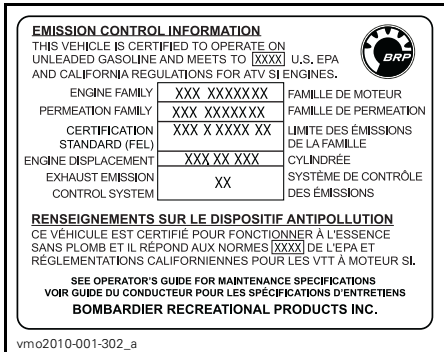 EMISSION CONTROL INFORMATION
THIS VEHICLE IS CERTIFIED TO OPERATE ON
UNLEADED GASOLINE AND MEETS TO XXXX U.S. EPA
AND CALIFORNIA REGULATIONS FOR ATV SI ENGINES.
BRP
ENGINE FAMILY XXX XXXXXXX FAMILLE DE MOTEUR
PERMEATION FAMILY XXX XXXXXXX FAMILLE DE PERMEATION
CERTIFICATION XXX X XXXX XX LIMITE DES ÉMISSIONS
STANDARD (FEL) DE LA FAMILLE
ENGINE DISPLACEMENT XXX XX XXX CYLINDRÉE
EXHAUST EMISSION XX SYSTÈME DE CONTRÔLE
CONTROL SYSTEM DES ÉMISSIONS
RENSEIGNEMENTS SUR LE DISPOSITIF ANTIPOLLUTION
CE VÉHICULE EST CERTIFIÉ POUR FONCTIONNER À L'ESSENCE
SANS PLOMB ET IL RÉPOND AUX NORMES XXXX DE L'EPA ET
RÉGLEMENTATIONS CALIFORNIENNES POUR LES VTT À MOTEUR SI.
SEE OPERATOR'S GUIDE FOR MAINTENANCE SPECIFICATIONS
VOIR GUIDE DU CONDUCTEUR POUR LES SPÉCIFICATIONS D'ENTRETIENS
BOMBARDIER RECREATIONAL PRODUCTS INC.
vmo2010-001-302_a